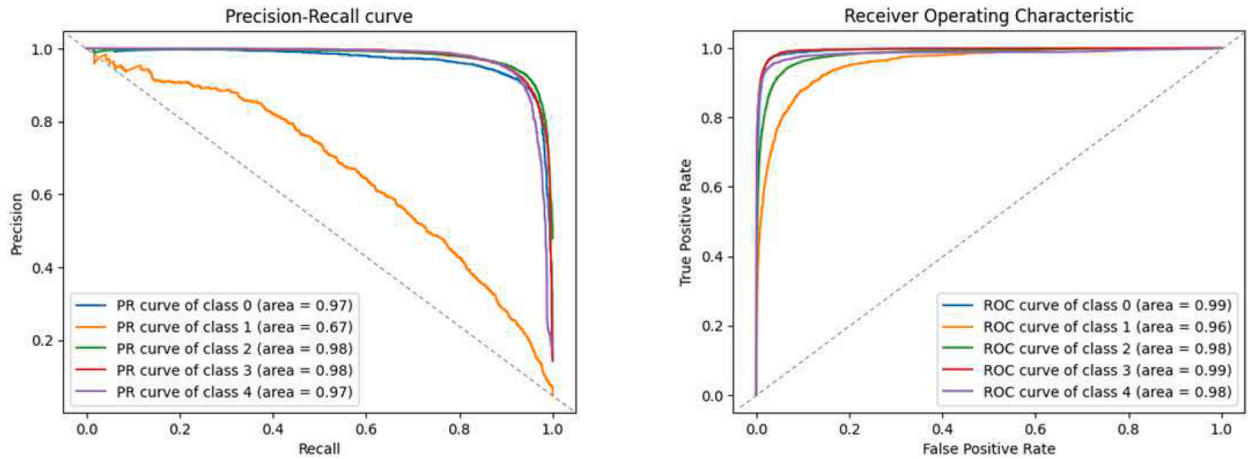 Precision-Recall curve
1.0
0.8
0.6
0.4
0.2
Precision
PR curve of class 0 (area = 0.97)
PR curve of class 1 (area = 0.67)
PR curve of class 2 (area = 0.98)
PR curve of class 3 (area = 0.98)
PR curve of class 4 (area = 0.97)
0.0 0.2 0.4 0.6 0.8 1.0
Recall
Receiver Operating Characteristic
1.0
0.8
0.6
0.4
0.2
0.0
True Positive Rate
ROC curve of class 0 (area = 0.99)
ROC curve of class 1 (area = 0.96)
ROC curve of class 2 (area = 0.98)
ROC curve of class 3 (area = 0.99)
ROC curve of class 4 (area = 0.98)
0.0 0.2 0.4 0.6 0.8 1.0
False Positive Rate